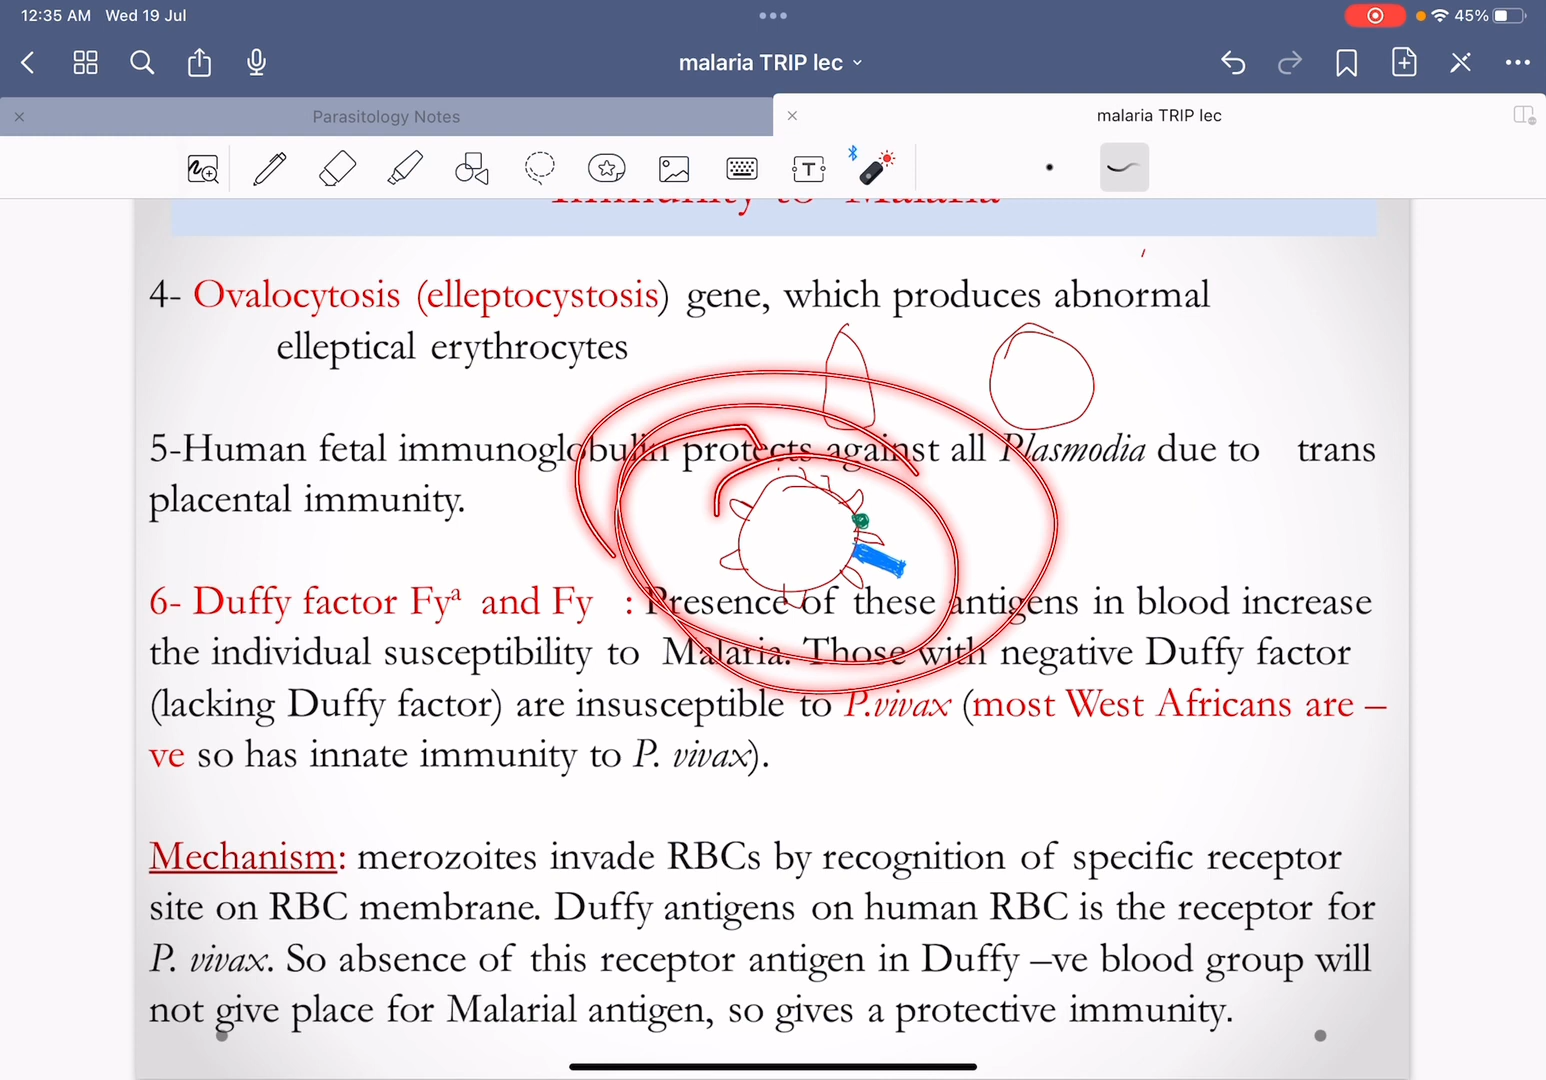 12:35 AM Wed 19 Jul
45%
malaria TRIP lec
Parasitology Notes
malaria TRIP lec
Immunity to Malaria
4- Ovalocytosis (elleptocystosis) gene, which produces abnormal
elleptical erythrocytes
5-Human fetal immunoglobulin protects against all Plasmodia due to trans
placental immunity.
6- Duffy factor Fyᵃ and Fy : Presence of these antigens in blood increase
the individual susceptibility to Malaria. Those with negative Duffy factor
(lacking Duffy factor) are insusceptible to P.vivax (most West Africans are –
ve so has innate immunity to P. vivax).
Mechanism: merozoites invade RBCs by recognition of specific receptor
site on RBC membrane. Duffy antigens on human RBC is the receptor for
P. vivax. So absence of this receptor antigen in Duffy –ve blood group will
not give place for Malarial antigen, so gives a protective immunity.